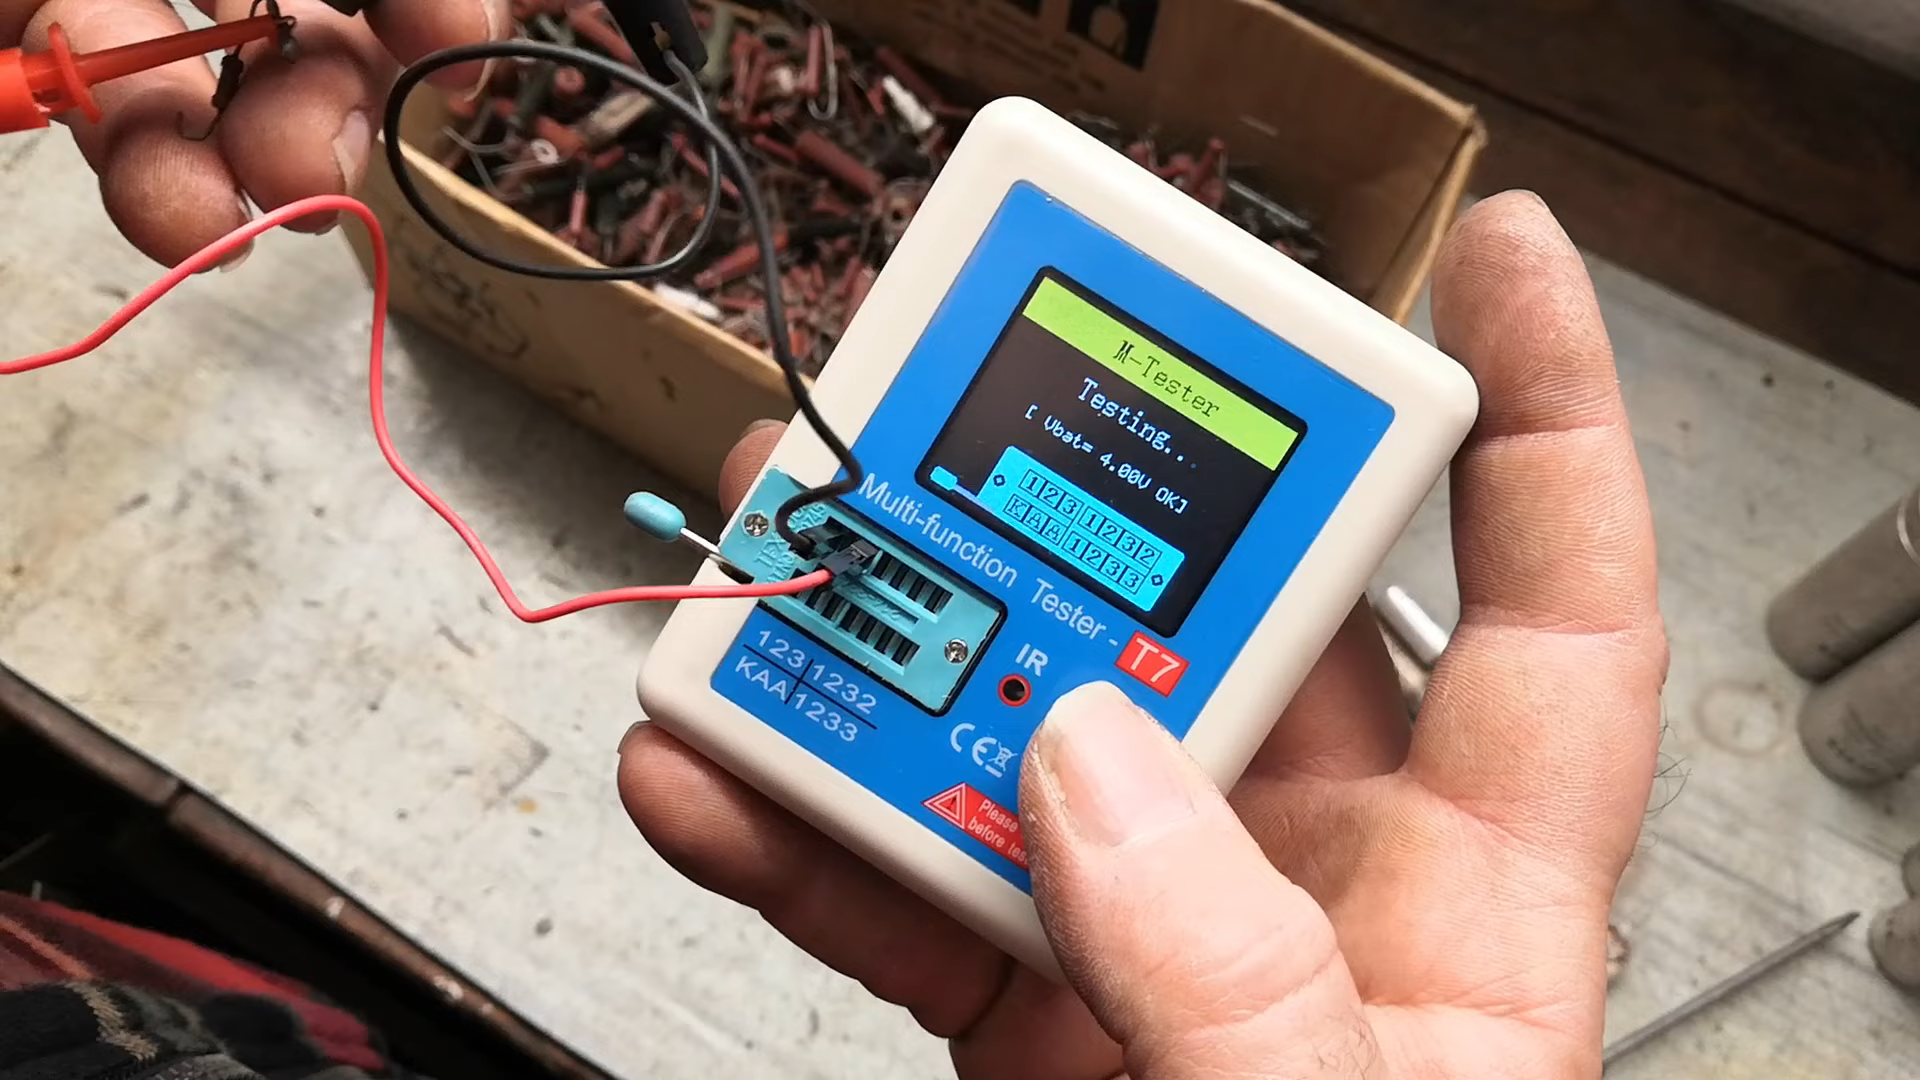 M-Tester
Testing...
[ Vbat= 4.00V OK]
123 1232
KAA 1233
Multi-function Tester - T7
IR
123 1232
KAA 1233
CE
Please
before